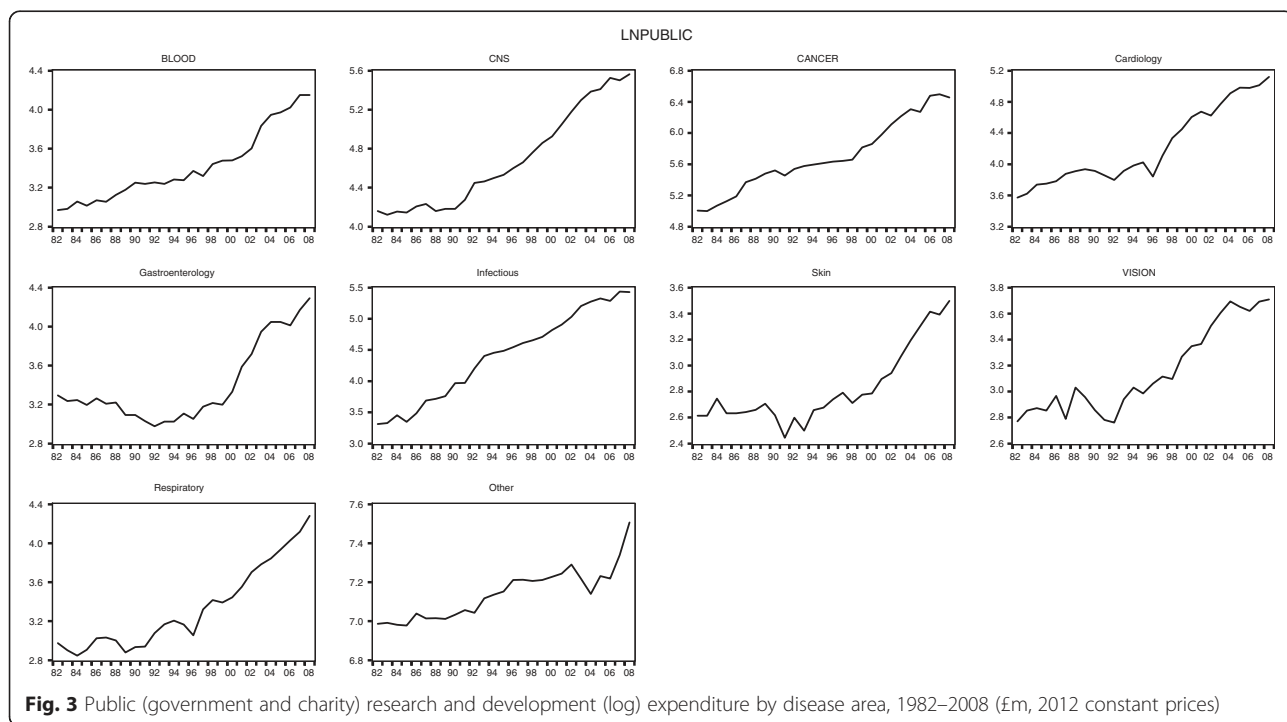 LNPUBLIC
BLOOD
4.4
4.0
3.6
3.2
2.8
82 84 86 88 90 92 94 96 98 00 02 04 06 08
CNS
5.6
5.2
4.8
4.4
4.0
82 84 86 88 90 92 94 96 98 00 02 04 06 08
CANCER
6.8
6.4
6.0
5.6
5.2
4.8
82 84 86 88 90 92 94 96 98 00 02 04 06 08
Cardiology
5.2
4.8
4.4
4.0
3.6
3.2
82 84 86 88 90 92 94 96 98 00 02 04 06 08
Gastroenterology
4.4
4.0
3.6
3.2
2.8
82 84 86 88 90 92 94 96 98 00 02 04 06 08
Infectious
5.5
5.0
4.5
4.0
3.5
3.0
82 84 86 88 90 92 94 96 98 00 02 04 06 08
Skin
3.6
3.4
3.2
3.0
2.8
2.6
2.4
82 84 86 88 90 92 94 96 98 00 02 04 06 08
VISION
3.8
3.6
3.4
3.2
3.0
2.8
2.6
82 84 86 88 90 92 94 96 98 00 02 04 06 08
Respiratory
4.4
4.0
3.6
3.2
2.8
82 84 86 88 90 92 94 96 98 00 02 04 06 08
Other
7.6
7.4
7.2
7.0
6.8
82 84 86 88 90 92 94 96 98 00 02 04 06 08
Fig. 3 Public (government and charity) research and development (log) expenditure by disease area, 1982–2008 (£m, 2012 constant prices)